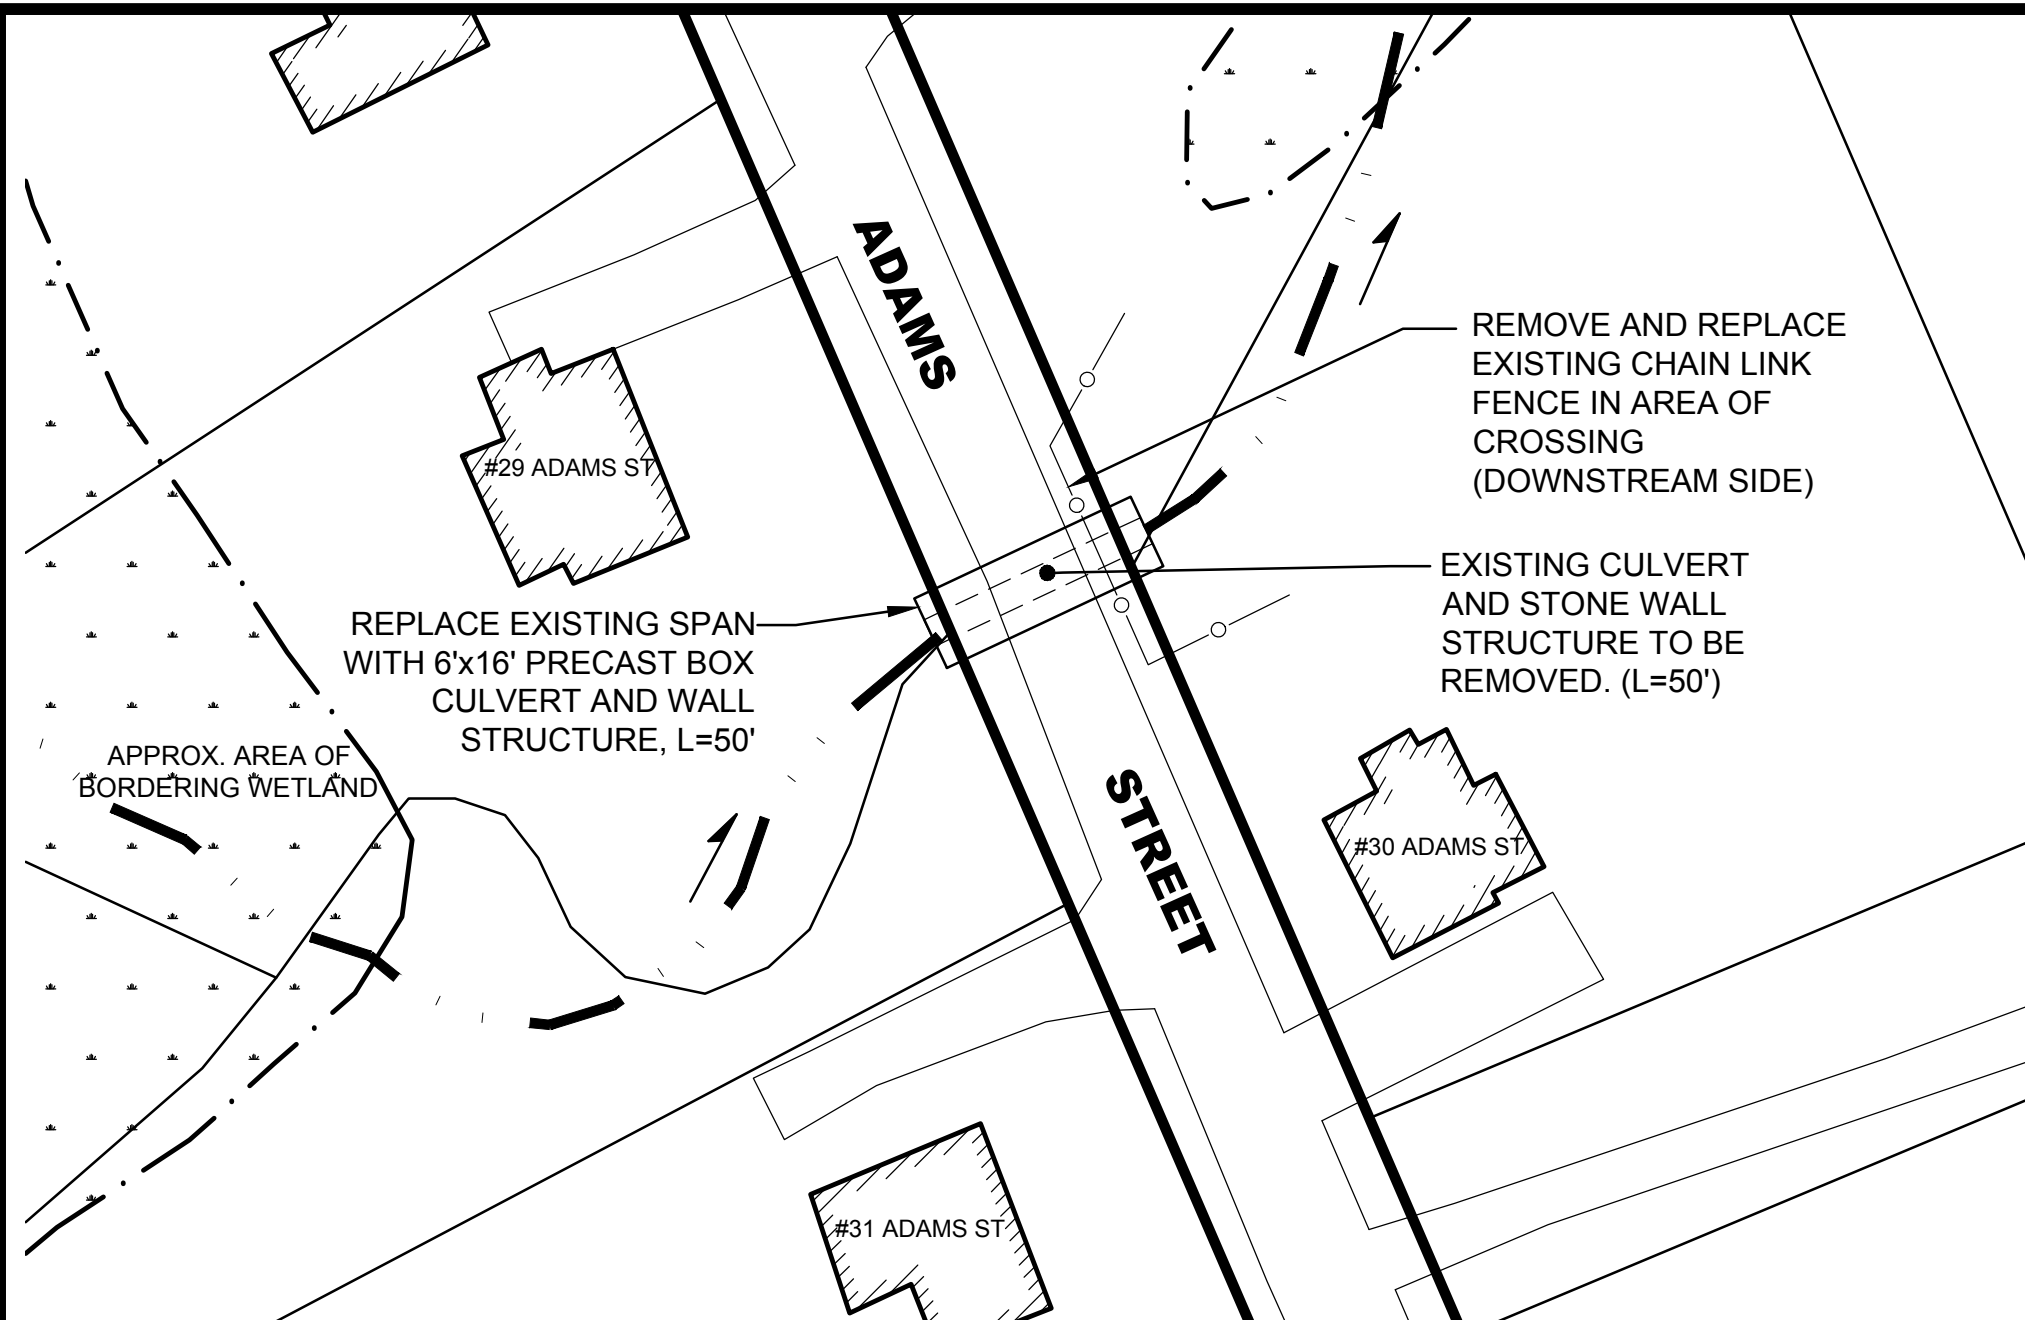 ADAMS
STREET
REMOVE AND REPLACE
EXISTING CHAIN LINK
FENCE IN AREA OF
CROSSING
(DOWNSTREAM SIDE)
#29 ADAMS ST
EXISTING CULVERT
AND STONE WALL
STRUCTURE TO BE
REMOVED. (L=50')
REPLACE EXISTING SPAN
WITH 6'x16' PRECAST BOX
CULVERT AND WALL
STRUCTURE, L=50'
APPROX. AREA OF
BORDERING WETLAND
#30 ADAMS ST
#31 ADAMS ST